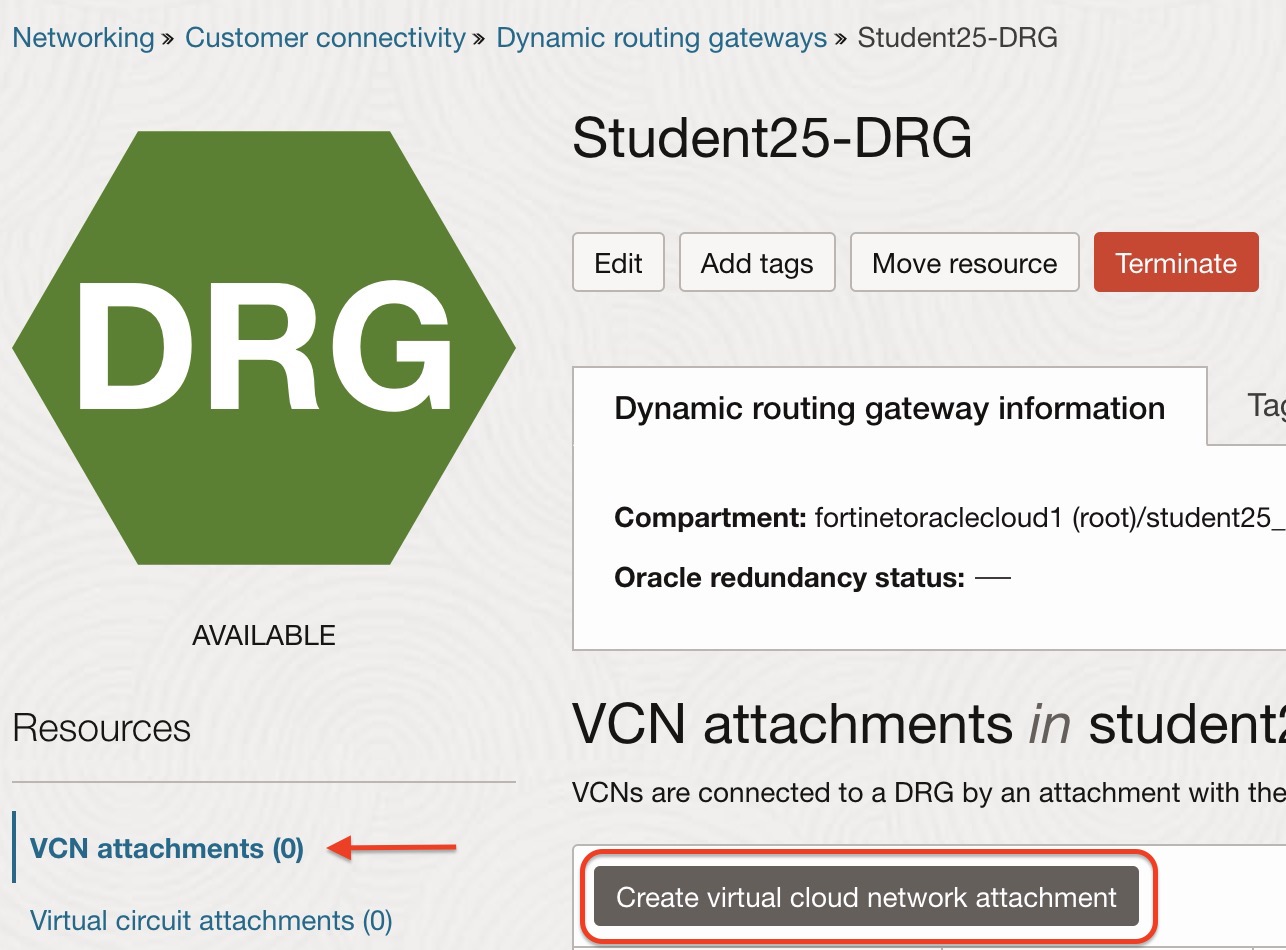 Networking » Customer connectivity » Dynamic routing gateways » Student25-DRG
DRG
AVAILABLE
Student25-DRG
Edit Add tags Move resource Terminate
Dynamic routing gateway information
Compartment: fortinetoraclecloud1 (root)/student25_
Oracle redundancy status: —
Resources
VCN attachments (0)
Virtual circuit attachments (0)
VCN attachments in student2
VCNs are connected to a DRG by an attachment with the
Create virtual cloud network attachment